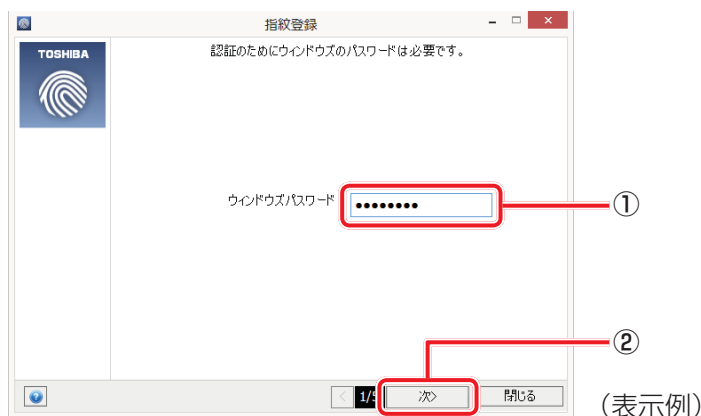 指紋登録
TOSHIBA
認証のためにウィンドウズのパスワードは必要です。
ウィンドウズパスワード ●●●●●●●●
①
②
< 1/5 次> 閉じる
(表示例)